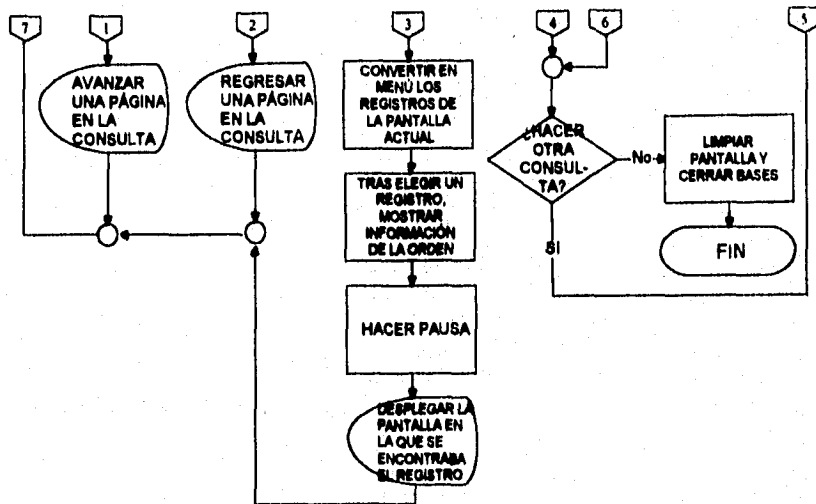 7
1
2
3
4
6
5
AVANZAR
UNA PÁGINA
EN LA
CONSULTA
REGRESAR
UNA PÁGINA
EN LA
CONSULTA
CONVERTIR EN
MENÚ LOS
REGISTROS DE
LA PANTALLA
ACTUAL
TRAS ELEGIR UN
REGISTRO,
MOSTRAR
INFORMACIÓN
DE LA ORDEN
HACER PAUSA
DESPLEGAR LA
PANTALLA EN
LA QUE SE
ENCONTRABA
EL REGISTRO
¿HACER
OTRA
CONSUL-
TA?
No
SI
LIMPIAR
PANTALLA Y
CERRAR BASES
FIN